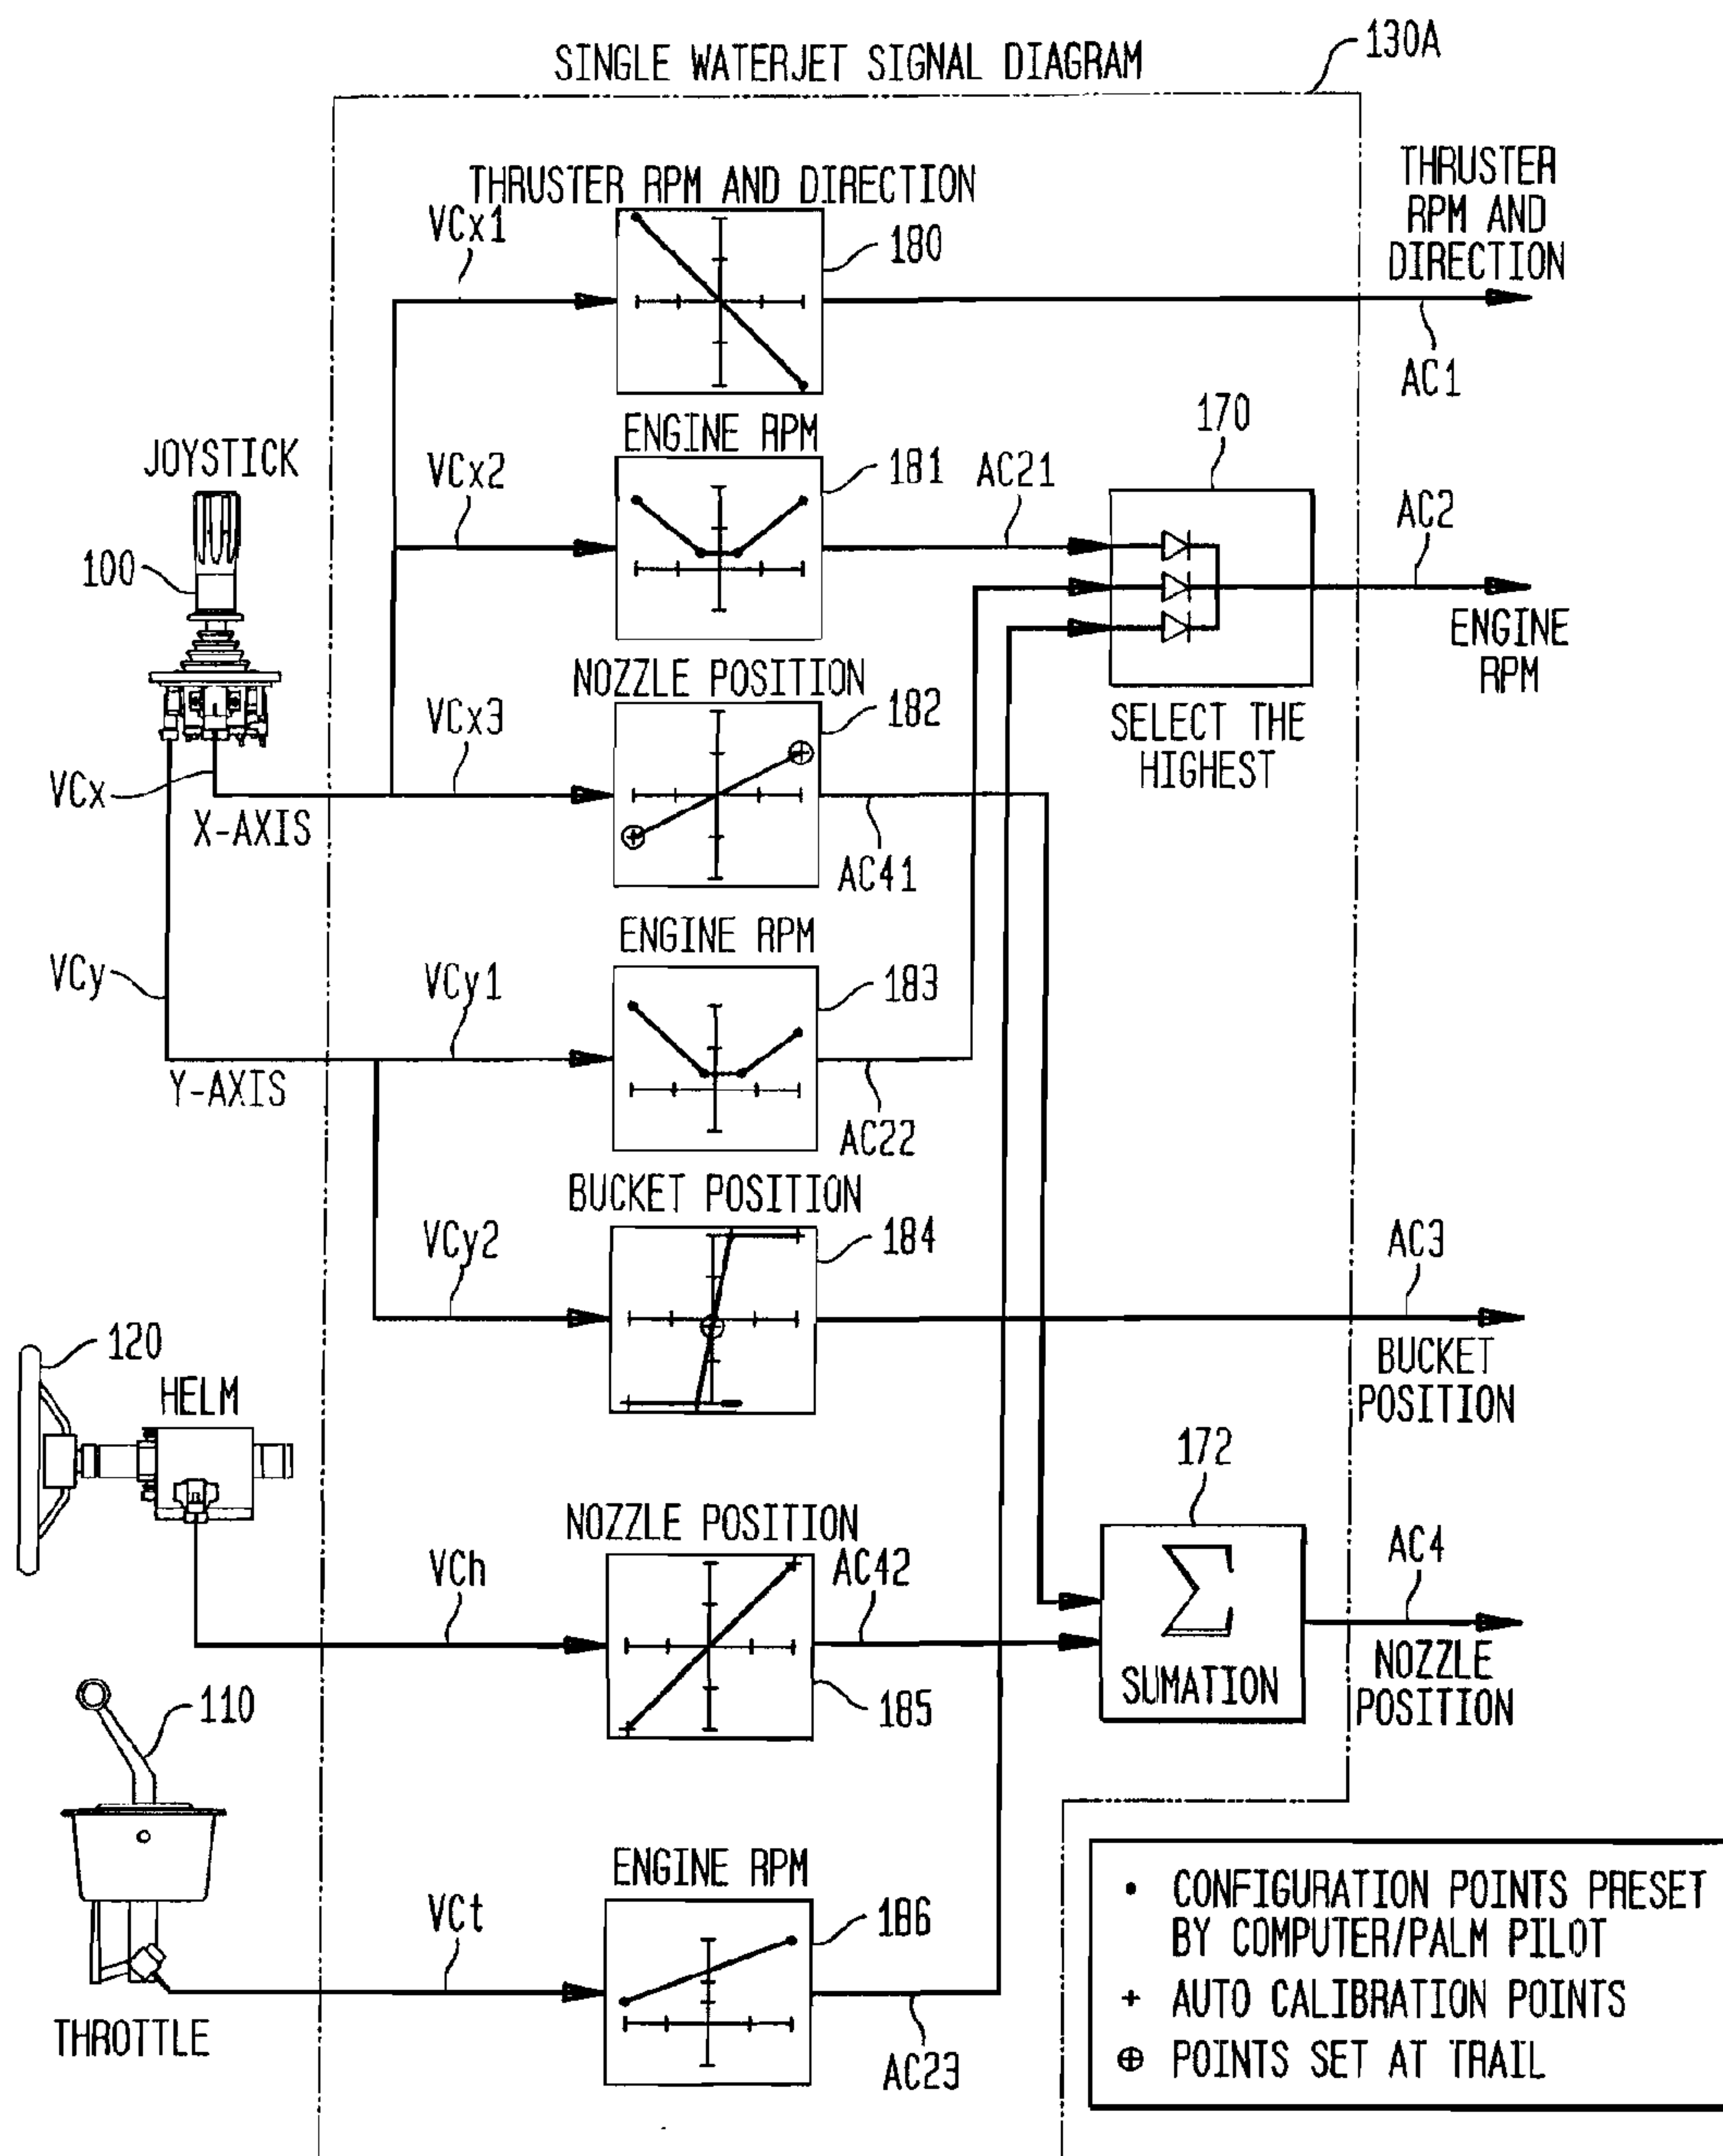 SINGLE WATERJET SIGNAL DIAGRAM
130A
THRUSTER RPM AND DIRECTION
VCx1
180
THRUSTER
RPM AND
DIRECTION
AC1
ENGINE RPM
JOYSTICK
VCx2
181
AC21
170
AC2
100
ENGINE
RPM
NOZZLE POSITION
VCx3
182
SELECT THE
HIGHEST
VCx
X-AXIS
AC41
ENGINE RPM
VCy
VCy1
183
Y-AXIS
AC22
BUCKET POSITION
VCy2
184
AC3
BUCKET
POSITION
120
HELM
172
NOZZLE POSITION
VCh
AC42
AC4
Σ
SUMATION
NOZZLE
POSITION
185
110
ENGINE RPM
VCt
186
THROTTLE
AC23
• CONFIGURATION POINTS PRESET
BY COMPUTER/PALM PILOT
+ AUTO CALIBRATION POINTS
⊕ POINTS SET AT TRAIL